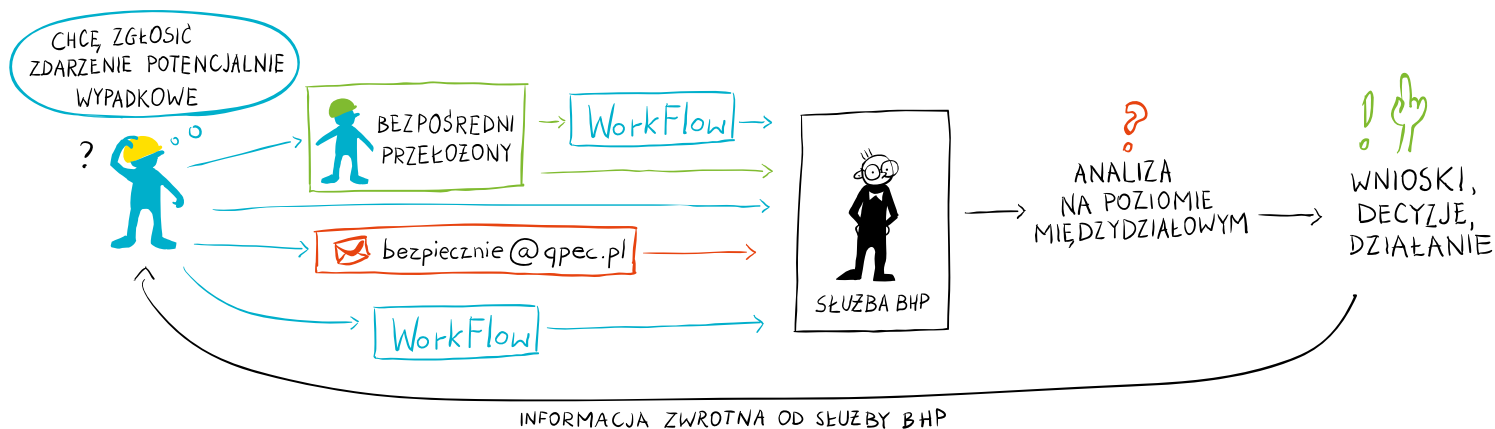 CHCĘ ZGŁOSIĆ
ZDARZENIE POTENCJALNIE
WYPADKOWE
?
BEZPOŚREDNI
PRZEŁOŻONY
WorkFlow
bezpiecznie@qpec.pl
WorkFlow
SŁUŻBA BHP
?
ANALIZA
NA POZIOMIE
MIĘDZYDZIAŁOWYM
!
WNIOSKI,
DECYZJE,
DZIAŁANIE
INFORMACJA ZWROTNA OD SŁUŻBY BHP